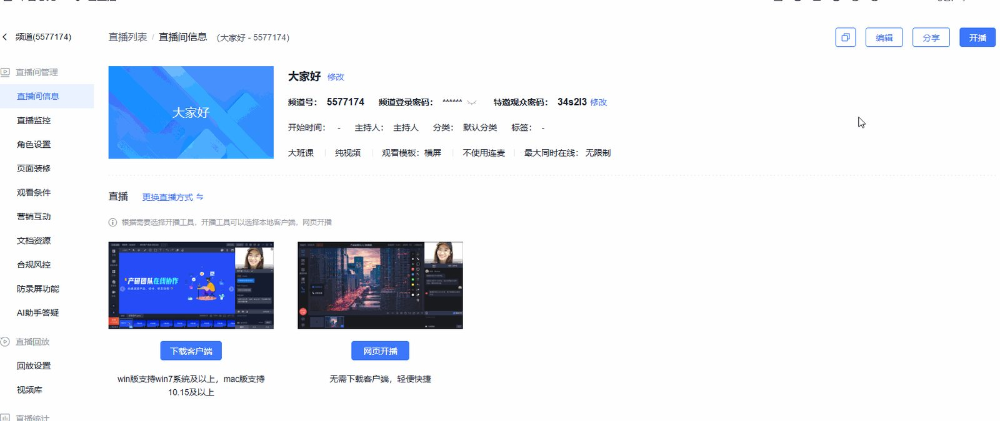 频道(5577174)
直播列表 / 直播间信息 (大家好 - 5577174)
编辑
分享
开播
直播间管理
直播间信息
直播监控
角色设置
页面装修
观看条件
营销互动
文档资源
合规风控
防录屏功能
AI助手答疑
直播回放
回放设置
视频库
直播统计
大家好
大家好 修改
频道号： 5577174 频道登录密码： ****** 特邀观众密码： 34s2l3 修改
开始时间： - 主持人： 主持人 分类： 默认分类 标签： -
大班课 纯视频 观看模板：横屏 不使用连麦 最大同时在线： 无限制
直播 更换直播方式
根据需要选择开播工具，开播工具可以选择本地客户端，网页开播
产研团队在线协作
下载客户端
win版支持win7系统及以上，mac版支持
10.15及以上
网页开播
无需下载客户端，轻便快捷